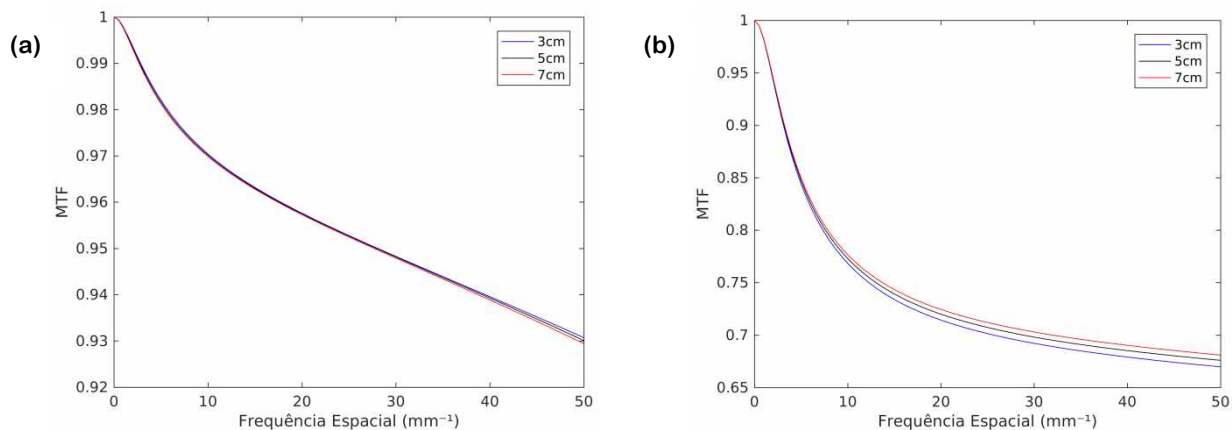 (a)
1
0.99
0.98
0.97
0.96
0.95
0.94
0.93
0.92
MTF
0 10 20 30 40 50
Frequência Espacial (mm⁻¹)
3cm
5cm
7cm
(b)
1
0.95
0.9
0.85
0.8
0.75
0.7
0.65
MTF
0 10 20 30 40 50
Frequência Espacial (mm⁻¹)
3cm
5cm
7cm